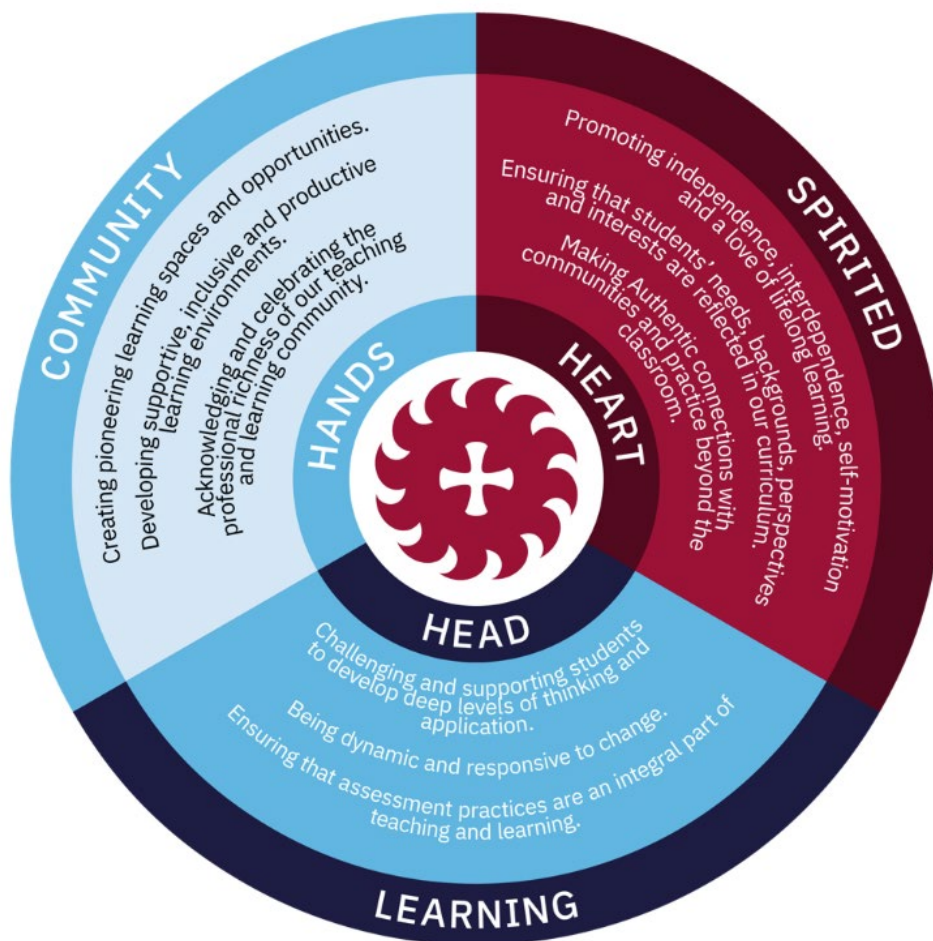 COMMUNITY
Creating pioneering learning spaces and opportunities.
Developing supportive, inclusive and productive
learning environments.
Acknowledging and celebrating the
professional richness of our teaching
and learning community.
HANDS
SPIRITED
Promoting independence, interdependence, self-motivation
and a love of lifelong learning.
Ensuring that students' needs, backgrounds, perspectives
and interests are reflected in our curriculum.
Making Authentic connections with
communities and practice beyond the
classroom.
HEART
HEAD
Challenging and supporting students
to develop deep levels of thinking and
application.
Being dynamic and responsive to change.
Ensuring that assessment practices are an integral part of
teaching and learning.
LEARNING